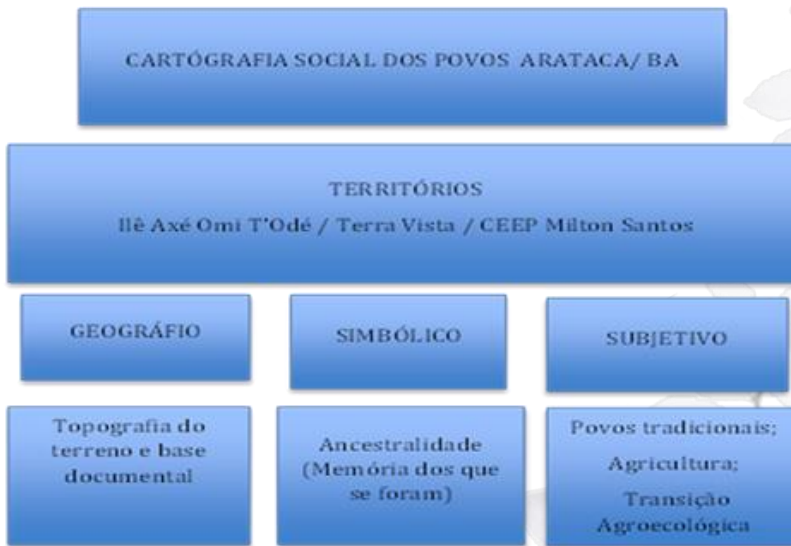 CARTÓGRAFIA SOCIAL DOS POVOS ARATACA/ BA
TERRITÓRIOS
Ilê Axé Omi T'Odé / Terra Vista / CEEP Milton Santos
GEOGRÁFIO
SIMBÓLICO
SUBJETIVO
Topografia do
terreno e base
documental
Ancestralidade
(Memória dos que
se foram)
Povos tradicionais;
Agricultura;
Transição
Agroecológica